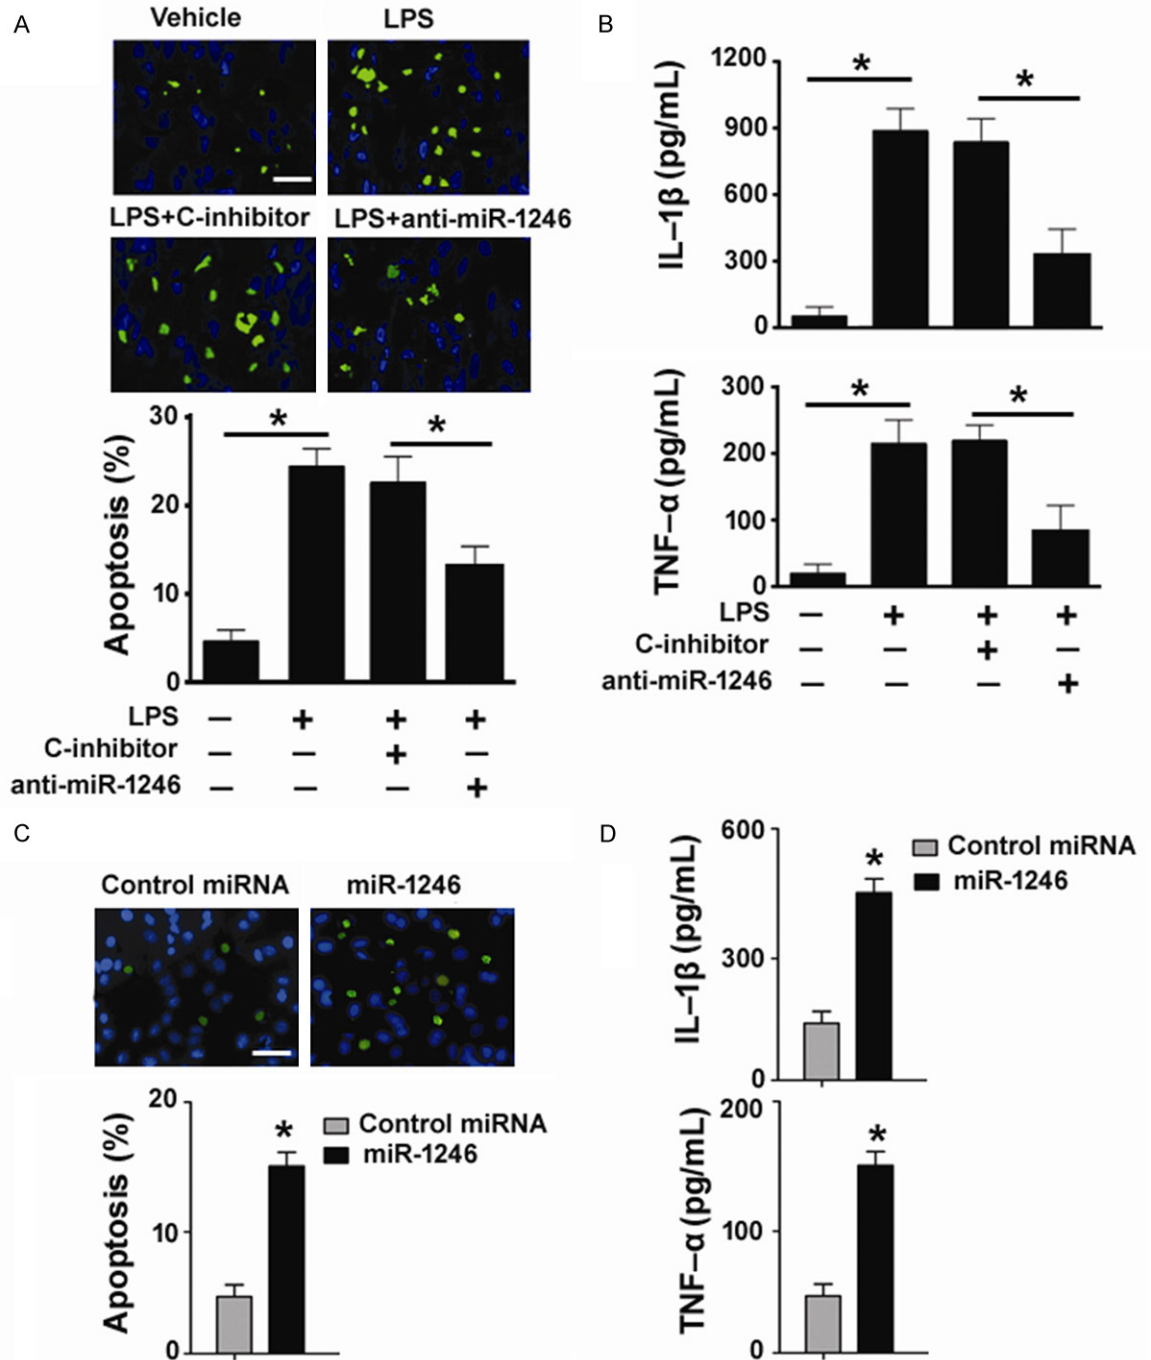 A
Vehicle
LPS
LPS+C-inhibitor
LPS+anti-miR-1246
Apoptosis (%)
30
20
10
0
*
*
LPS − + + +
C-inhibitor − − + −
anti-miR-1246 − − − +
B
IL−1β (pg/mL)
1200
900
600
300
0
*
*
TNF−α (pg/mL)
300
200
100
0
*
*
LPS − + + +
C-inhibitor − − + −
anti-miR-1246 − − − +
C
Control miRNA
miR-1246
Apoptosis (%)
20
10
0
*
Control miRNA
miR-1246
D
IL−1β (pg/mL)
600
300
0
*
Control miRNA
miR-1246
TNF−α (pg/mL)
200
100
0
*